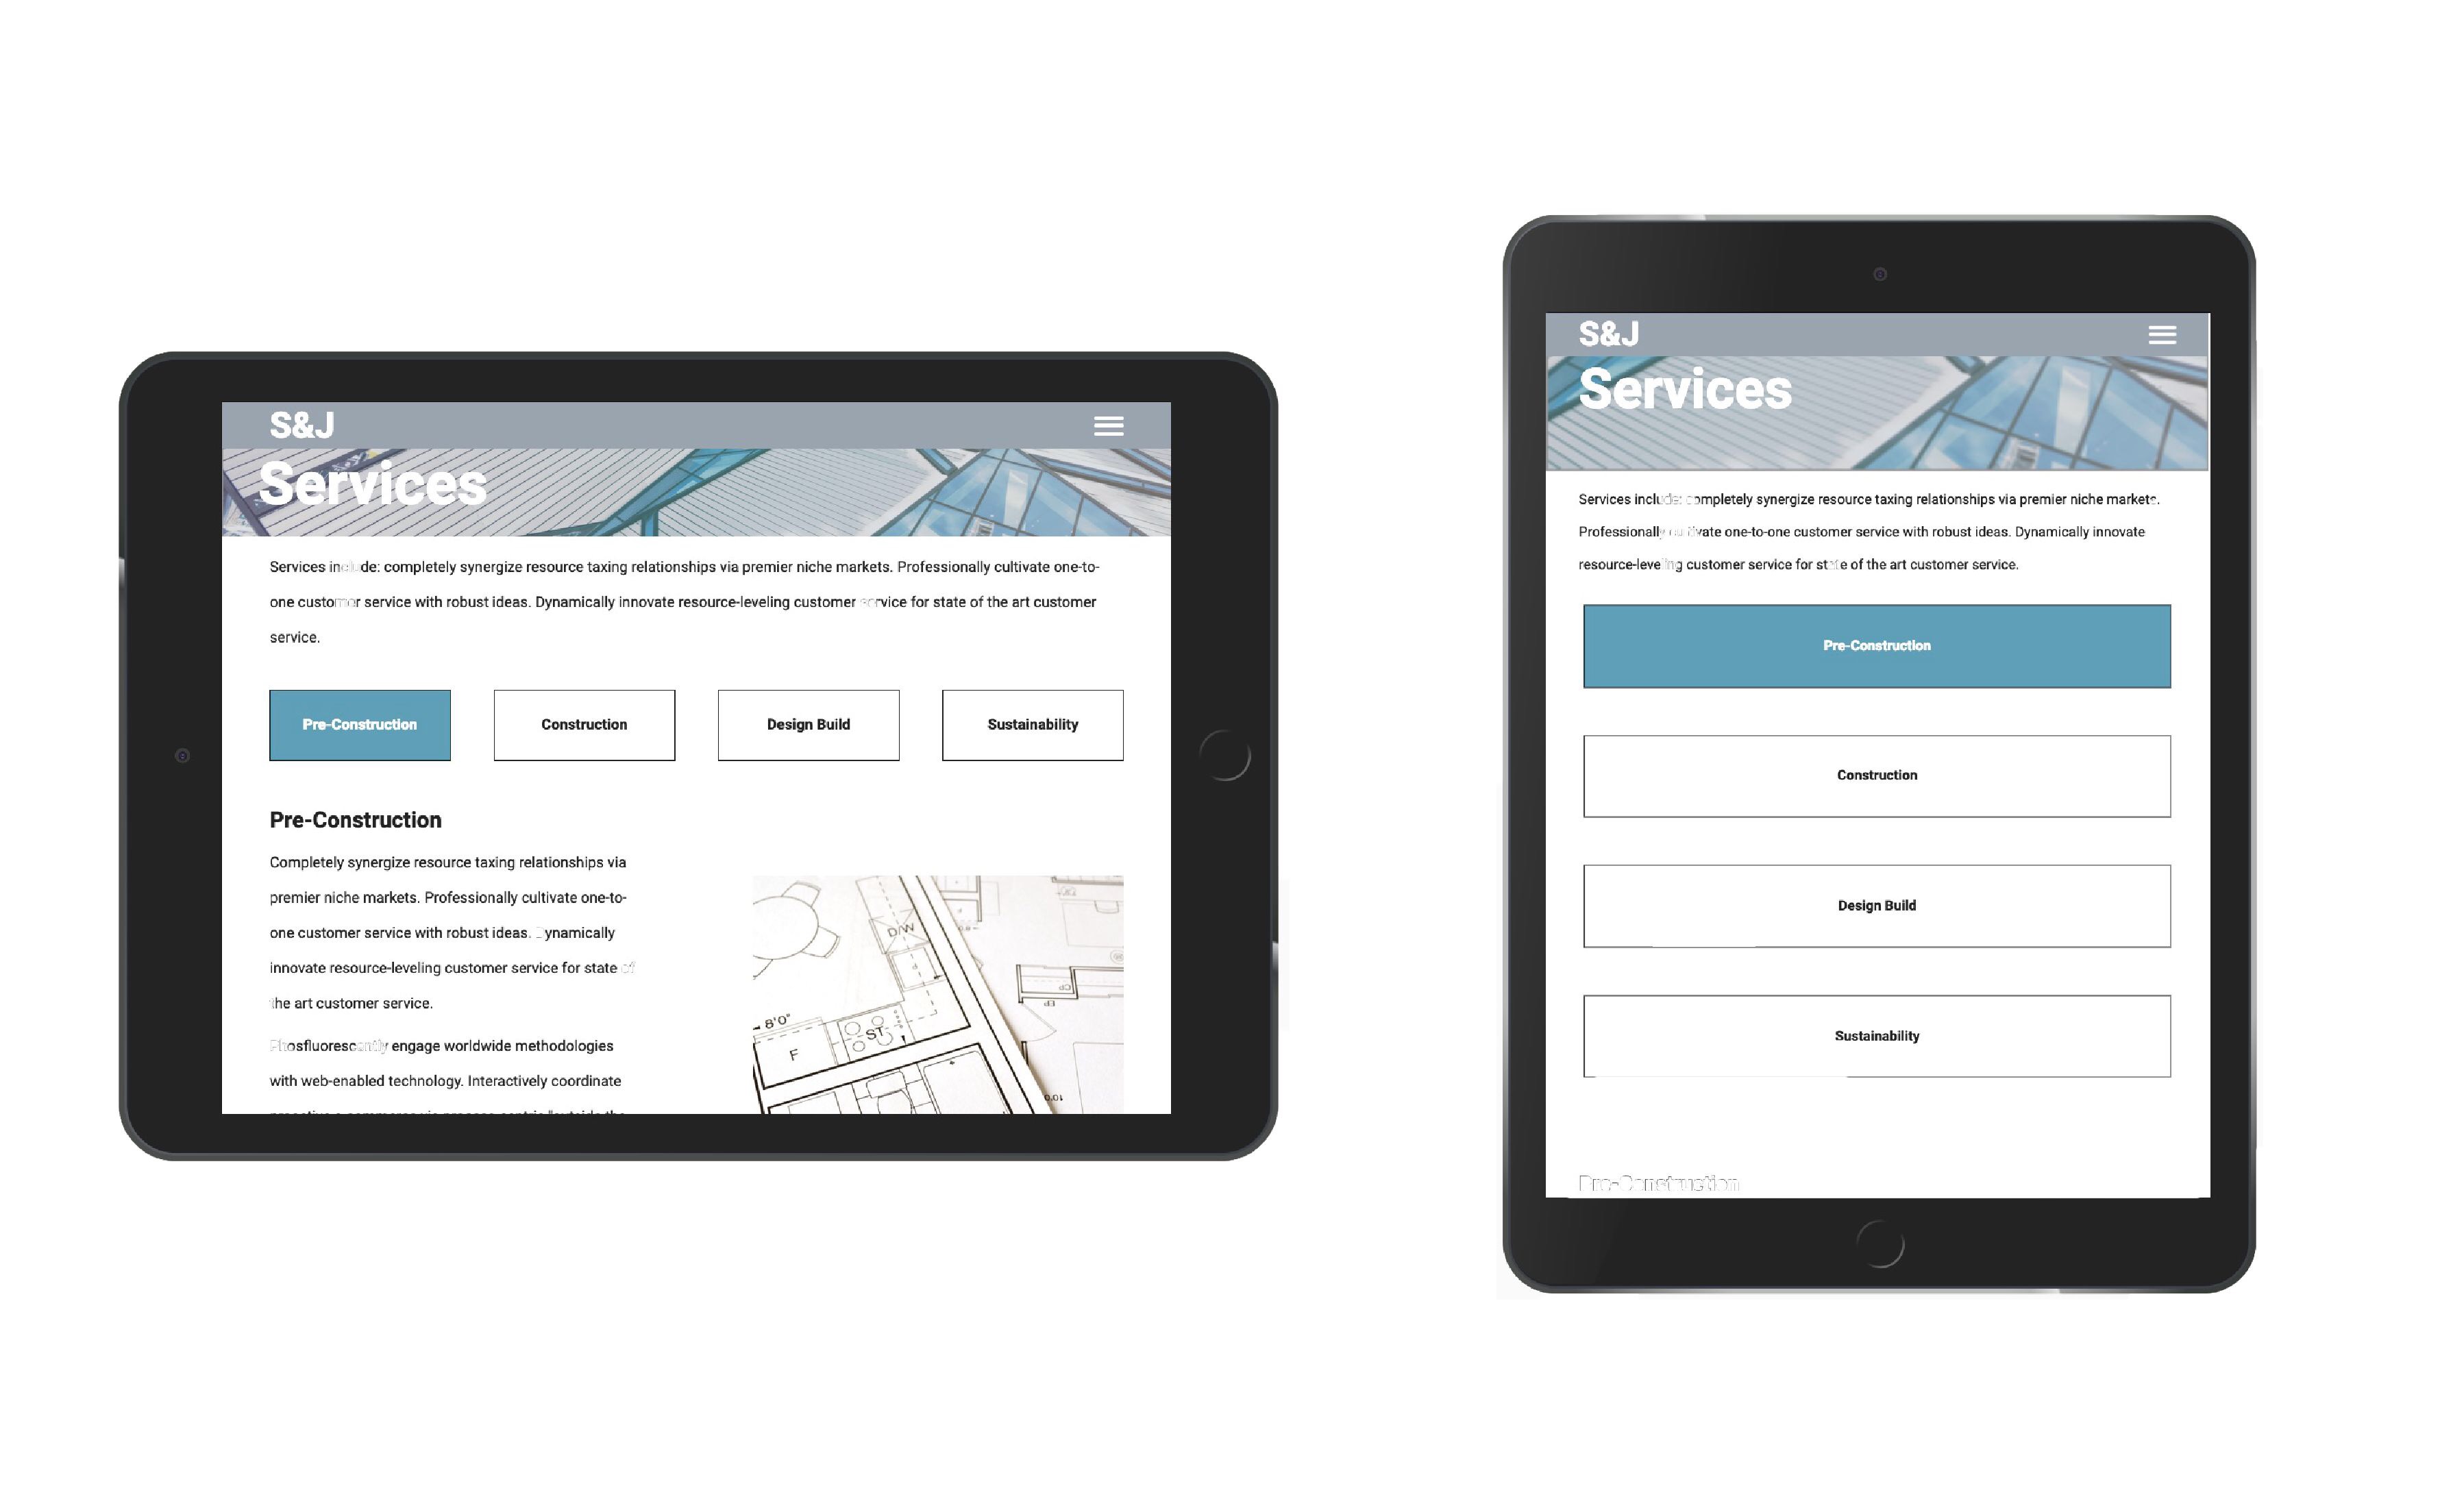 S&J
Services
Services include: completely synergize resource taxing relationships via premier niche markets. Professionally cultivate one-to-
one customer service with robust ideas. Dynamically innovate resource-leveling customer service for state of the art customer
service.
Pre-Construction
Construction
Design Build
Sustainability
Pre-Construction
Completely synergize resource taxing relationships via
premier niche markets. Professionally cultivate one-to-
one customer service with robust ideas. Dynamically
innovate resource-leveling customer service for state of
the art customer service.
Phosfluorescently engage worldwide methodologies
with web-enabled technology. Interactively coordinate
D/W
8'0"
ST
F
S&J
Services
Services include: completely synergize resource taxing relationships via premier niche markets.
Professionally cultivate one-to-one customer service with robust ideas. Dynamically innovate
resource-leveling customer service for state of the art customer service.
Pre-Construction
Construction
Design Build
Sustainability
Pre-Construction